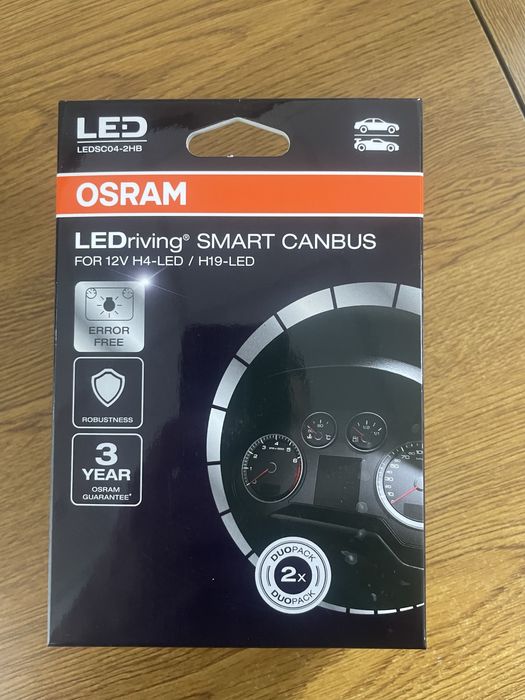 LED
LEDSC04-2HB
OSRAM
LEDriving® SMART CANBUS
FOR 12V H4-LED / H19-LED
ERROR
FREE
ROBUSTNESS
3
YEAR
OSRAM
GUARANTEE*
DUOPACK
2x
DUOPACK